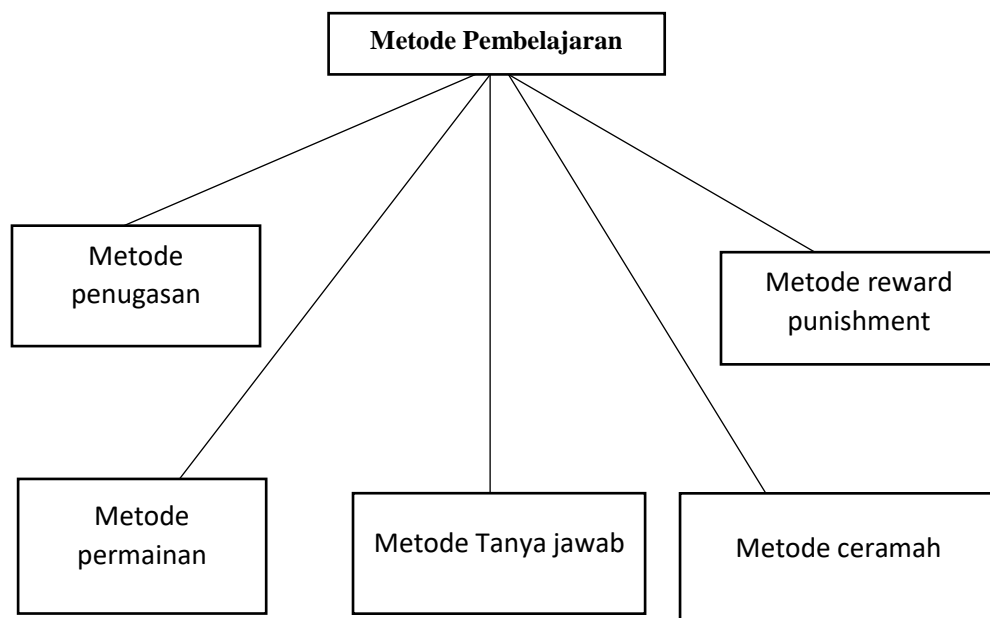 Metode Pembelajaran
Metode
penugasan
Metode reward
punishment
Metode
permainan
Metode Tanya jawab
Metode ceramah